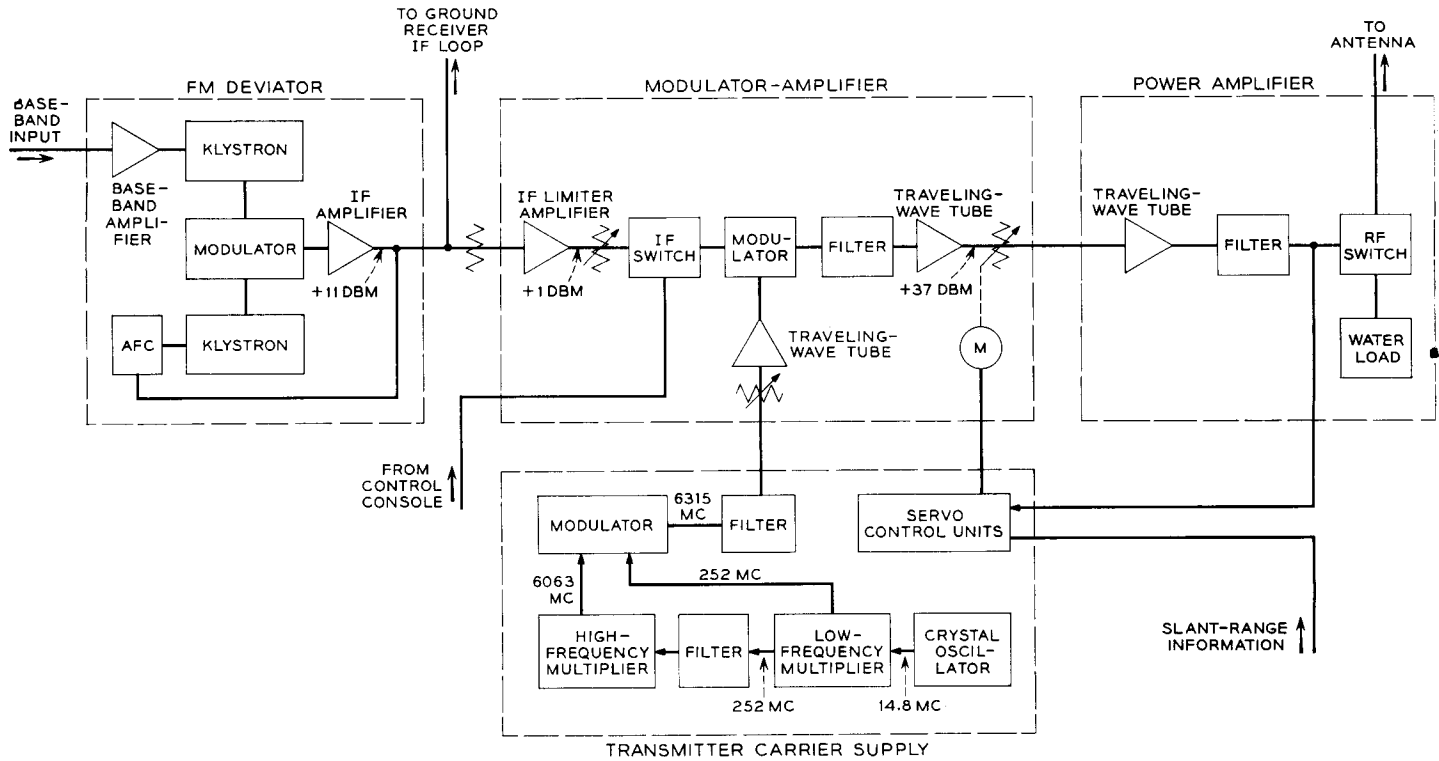 TO GROUND
RECEIVER
IF LOOP
TO
ANTENNA
FM DEVIATOR
MODULATOR-AMPLIFIER
POWER AMPLIFIER
BASE-
BAND
INPUT
KLYSTRON
BASE-
BAND
AMPLI-
FIER
MODULATOR
IF
AMPLIFIER
+11 DBM
AFC
KLYSTRON
IF LIMITER
AMPLIFIER
+1 DBM
IF
SWITCH
MODU-
LATOR
FILTER
TRAVELING-
WAVE TUBE
+37 DBM
TRAVELING-
WAVE TUBE
M
TRAVELING-
WAVE TUBE
FILTER
RF
SWITCH
WATER
LOAD
FROM
CONTROL
CONSOLE
MODULATOR
6315
MC
FILTER
SERVO
CONTROL UNITS
6063
MC
252 MC
HIGH-
FREQUENCY
MULTIPLIER
FILTER
LOW-
FREQUENCY
MULTIPLIER
CRYSTAL
OSCIL-
LATOR
252 MC
14.8 MC
SLANT-RANGE
INFORMATION
TRANSMITTER CARRIER SUPPLY